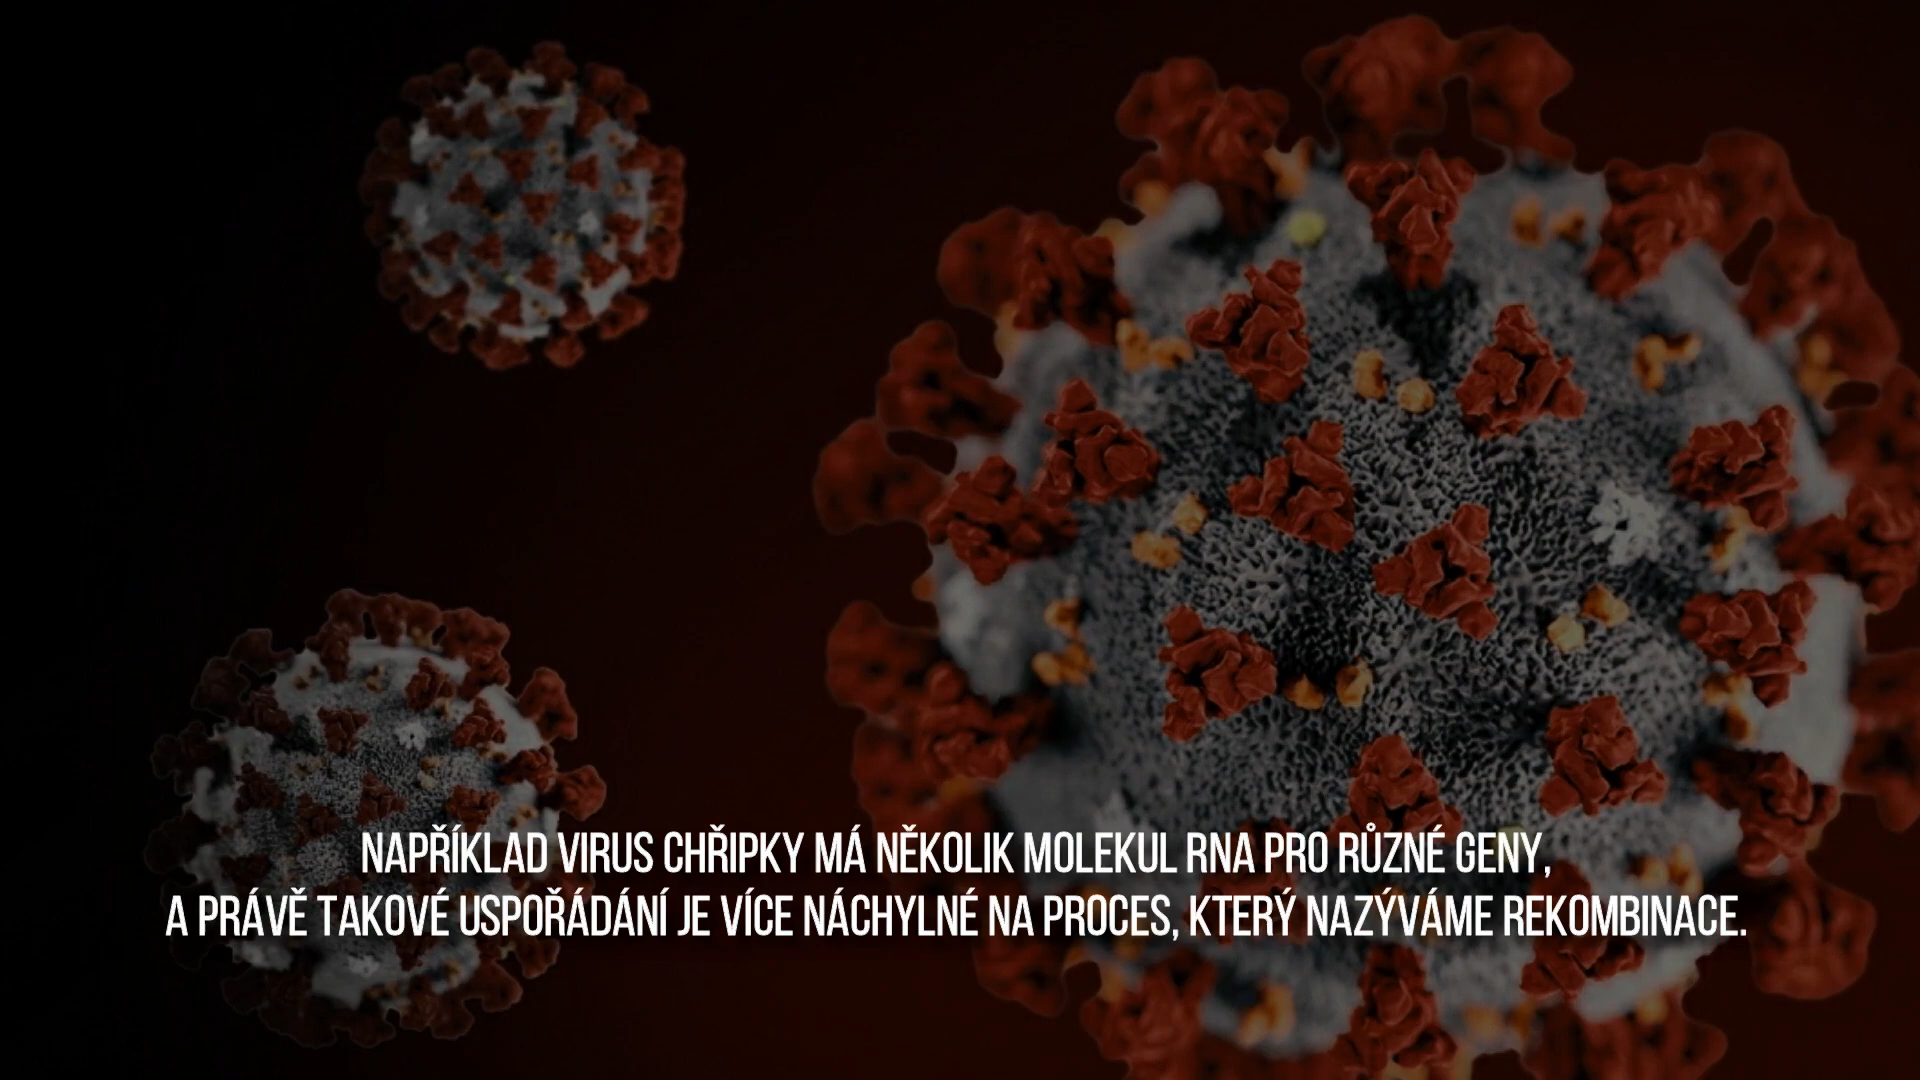 NAPŘÍKLAD VIRUS CHŘIPKY MÁ NĚKOLIK MOLEKUL RNA PRO RŮZNÉ GENY,
A PRÁVĚ TAKOVÉ USPOŘÁDÁNÍ JE VÍCE NÁCHYLNÉ NA PROCES, KTERÝ NAZÝVÁME REKOMBINACE.